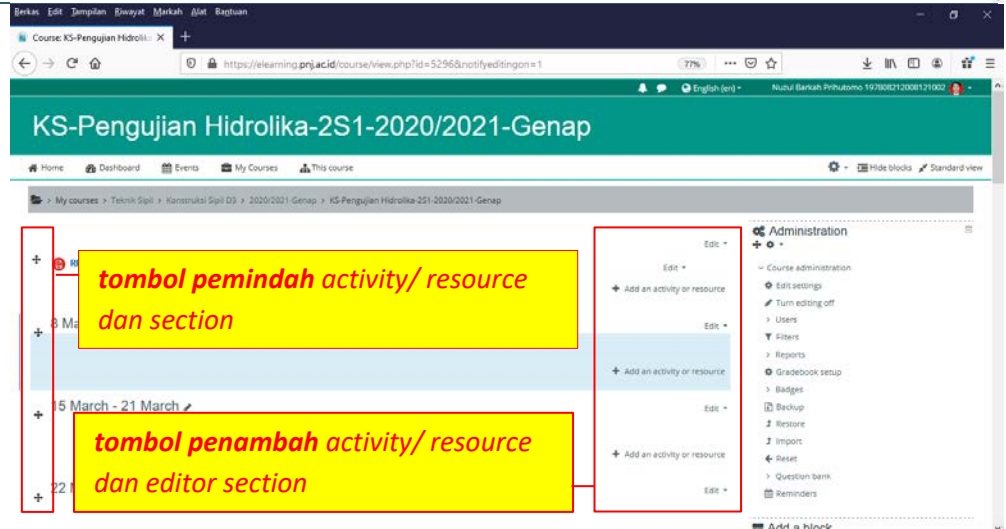 Berkas Edit Tampilan Riwayat Markah Alat Bantuan
Course: KS-Pengujian Hidrolik
https://elearning.pnj.ac.id/course/view.php?id=5296&notifyeditingon=1
77%
English (en)
Nuzul Barkah Prihutomo 197808212008121002
KS-Pengujian Hidrolika-2S1-2020/2021-Genap
Home Dashboard Events My Courses This course
Hide blocks Standard view
My courses > Teknik Sipil > Konstruksi Sipil D3 > 2020/2021-Genap > KS-Pengujian Hidrolika-2S1-2020/2021-Genap
Edit
Edit
+ Add an activity or resource
tombol pemindah activity/ resource
dan section
8 Ma
Edit
+ Add an activity or resource
15 March - 21 March
Edit
tombol penambah activity/ resource
dan editor section
+ Add an activity or resource
22
Edit
Administration
Course administration
Edit settings
Turn editing off
> Users
Filters
> Reports
Gradebook setup
> Badges
Backup
Restore
Import
Reset
> Question bank
Reminders
Add a block